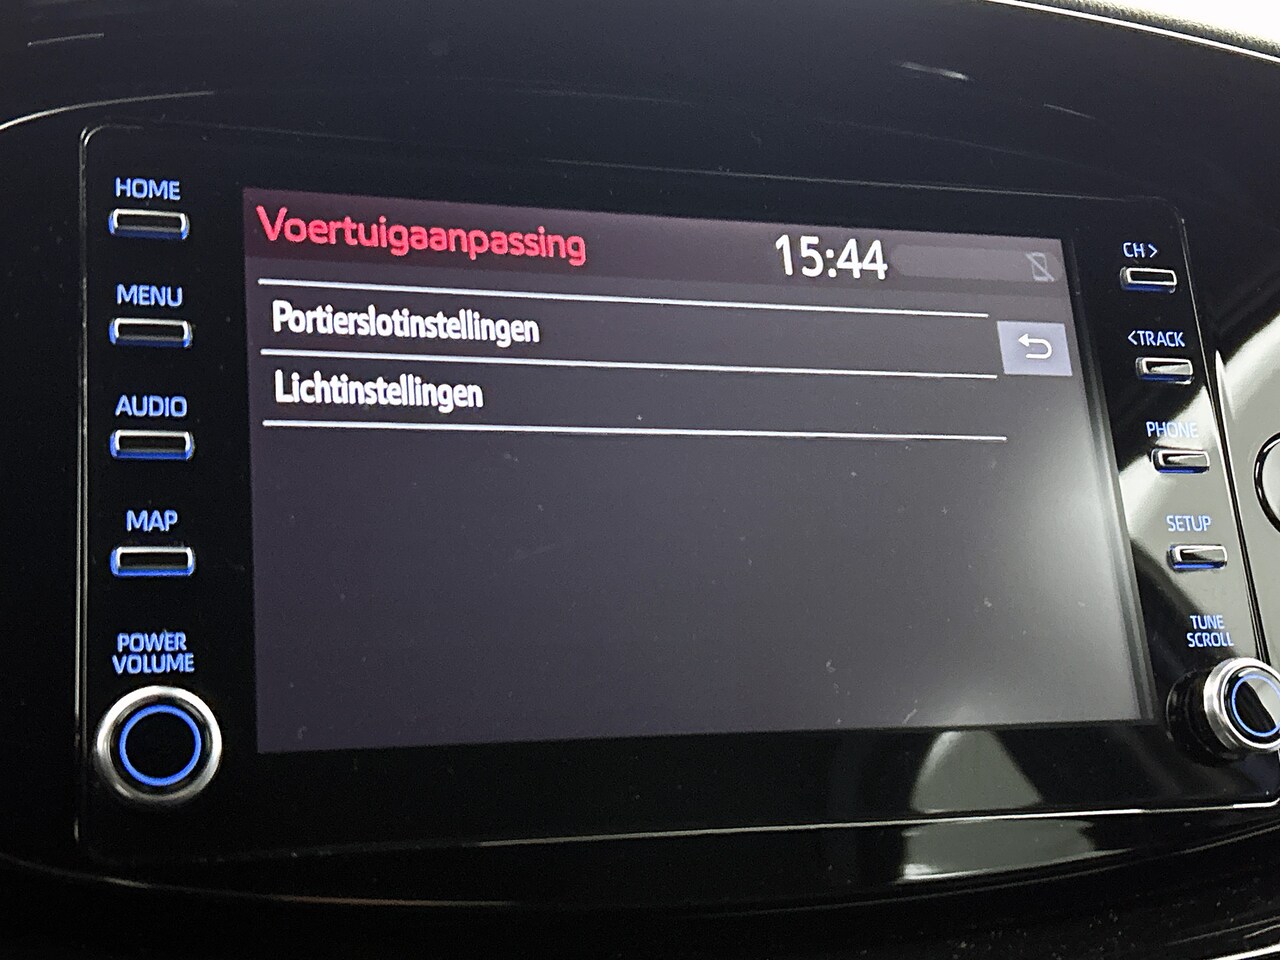 HOME
MENU
AUDIO
MAP
POWER
VOLUME
Voertuigaanpassing
15:44
Portierslotinstellingen
Lichtinstellingen
CH >
<TRACK
PHONE
SETUP
TUNE
SCROLL